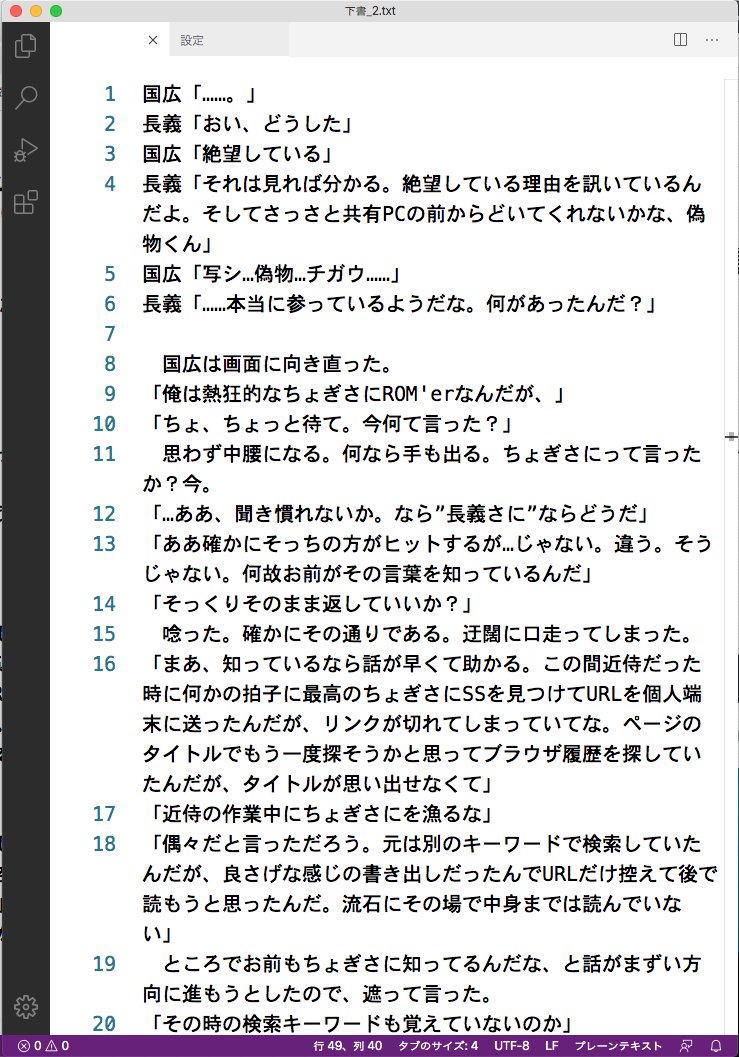 下書_2.txt
設定
1 国広「……。」
2 長義「おい、どうした」
3 国広「絶望している」
4 長義「それは見れば分かる。絶望している理由を訊いているん
だよ。そしてさっさと共有PCの前からどいてくれないかな、偽
物くん」
5 国広「写シ…偽物…チガウ……」
6 長義「……本当に参っているようだな。何があったんだ？」
7
8 　国広は画面に向き直った。
9 「俺は熱狂的なちょぎさにROM'erなんだが、」
10 「ちょ、ちょっと待て。今何て言った？」
11 　思わず中腰になる。何なら手も出る。ちょぎさにって言った
か？今。
12 「…ああ、聞き慣れないか。なら”長義さに”ならどうだ」
13 「ああ確かにそっちの方がヒットするが…じゃない。違う。そう
じゃない。何故お前がその言葉を知っているんだ」
14 「そっくりそのまま返していいか？」
15 　唸った。確かにその通りである。迂闊に口走ってしまった。
16 「まあ、知っているなら話が早くて助かる。この間近侍だった
時に何かの拍子に最高のちょぎさにSSを見つけてURLを個人端
末に送ったんだが、リンクが切れてしまっていてな。ページの
タイトルでもう一度探そうかと思ってブラウザ履歴を探してい
たんだが、タイトルが思い出せなくて」
17 「近侍の作業中にちょぎさにを漁るな」
18 「偶々だと言っただろう。元は別のキーワードで検索していた
んだが、良さげな感じの書き出しだったんでURLだけ控えて後で
読もうと思ったんだ。流石にその場で中身までは読んでいな
い」
19 　ところでお前もちょぎさに知ってるんだな、と話がまずい方
向に進もうとしたので、遮って言った。
20 「その時の検索キーワードも覚えていないのか」
0 0 行 49、列 40 タブのサイズ: 4 UTF-8 LF プレーンテキスト